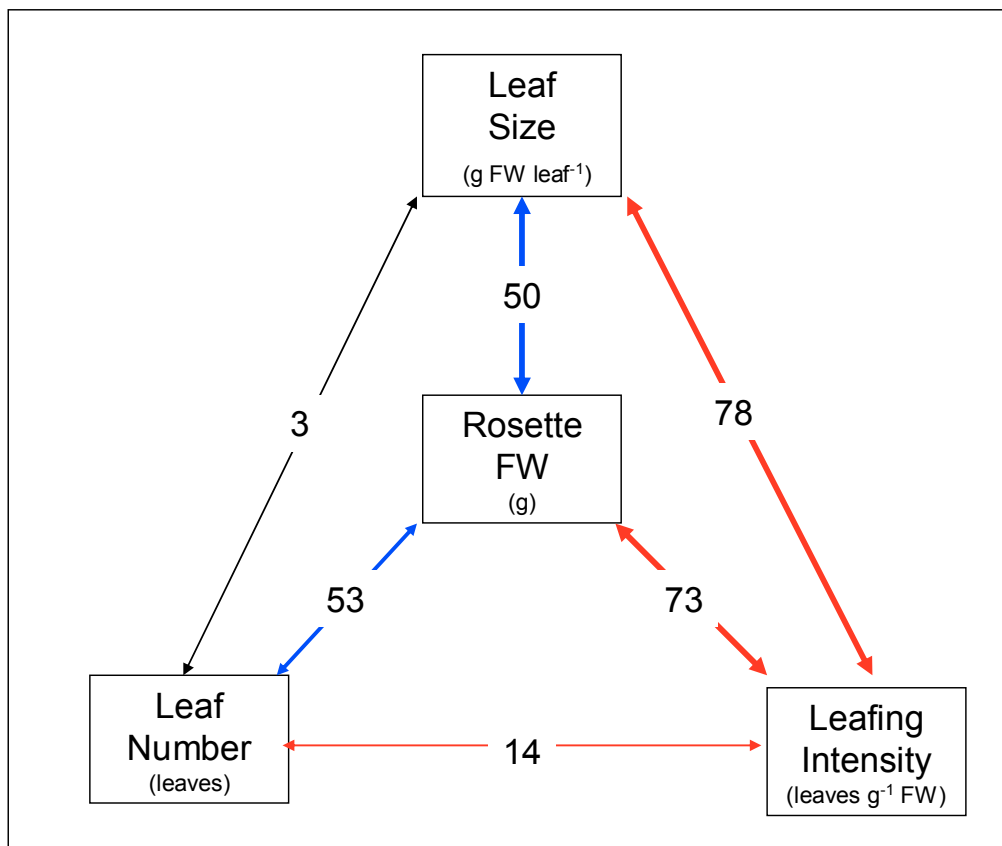 Leaf
Size
(g FW leaf⁻¹)
50
3
78
Rosette
FW
(g)
53
73
Leaf
Number
(leaves)
14
Leafing
Intensity
(leaves g⁻¹ FW)